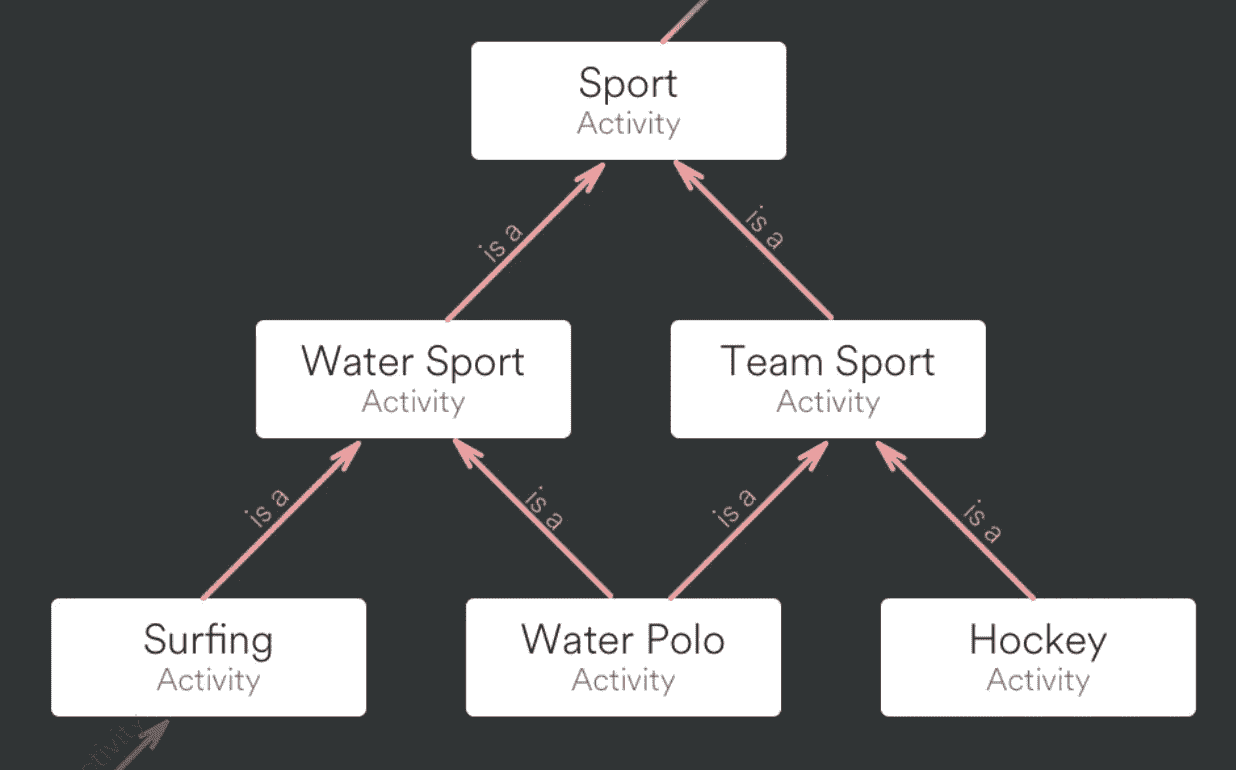 Sport
Activity
is a
is a
Water Sport
Activity
Team Sport
Activity
is a
is a
is a
is a
Surfing
Activity
Water Polo
Activity
Hockey
Activity